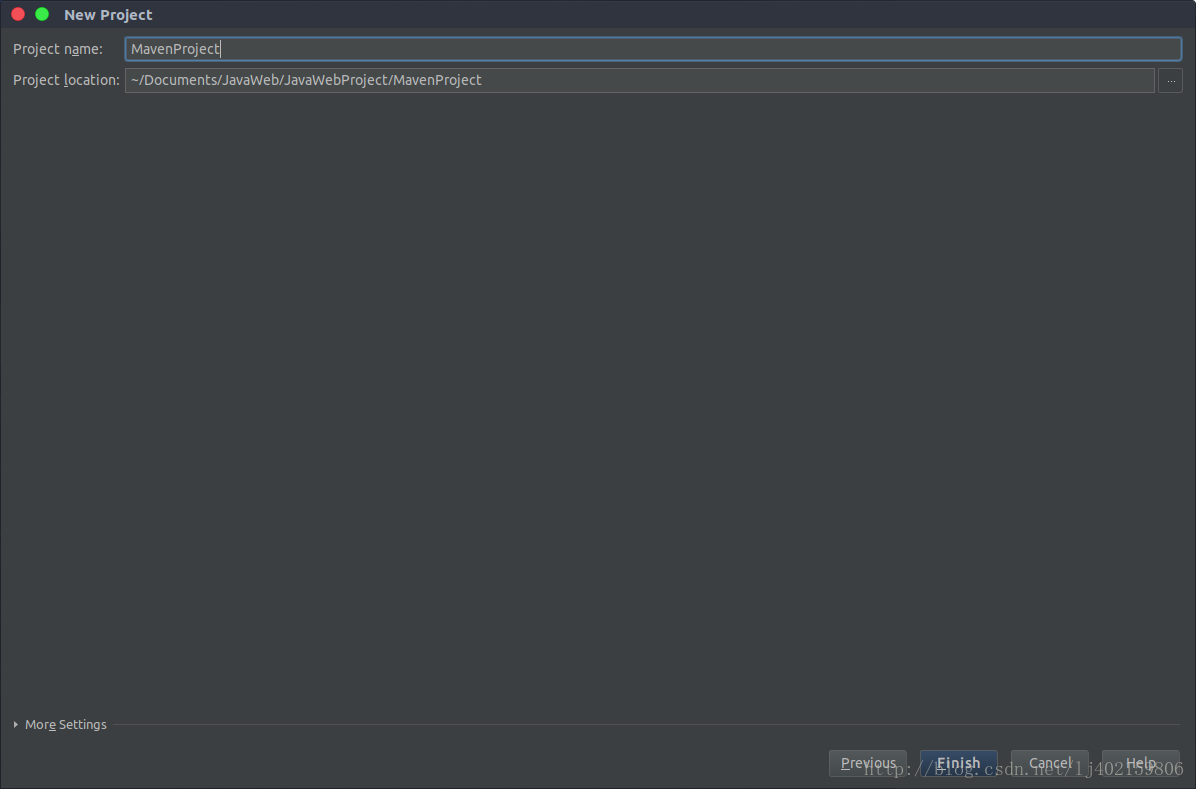 New Project
Project name: MavenProject
Project location: ~/Documents/JavaWeb/JavaWebProject/MavenProject ...
More Settings
Previous Finish Cancel Help
http://blog.csdn.net/lj402159806